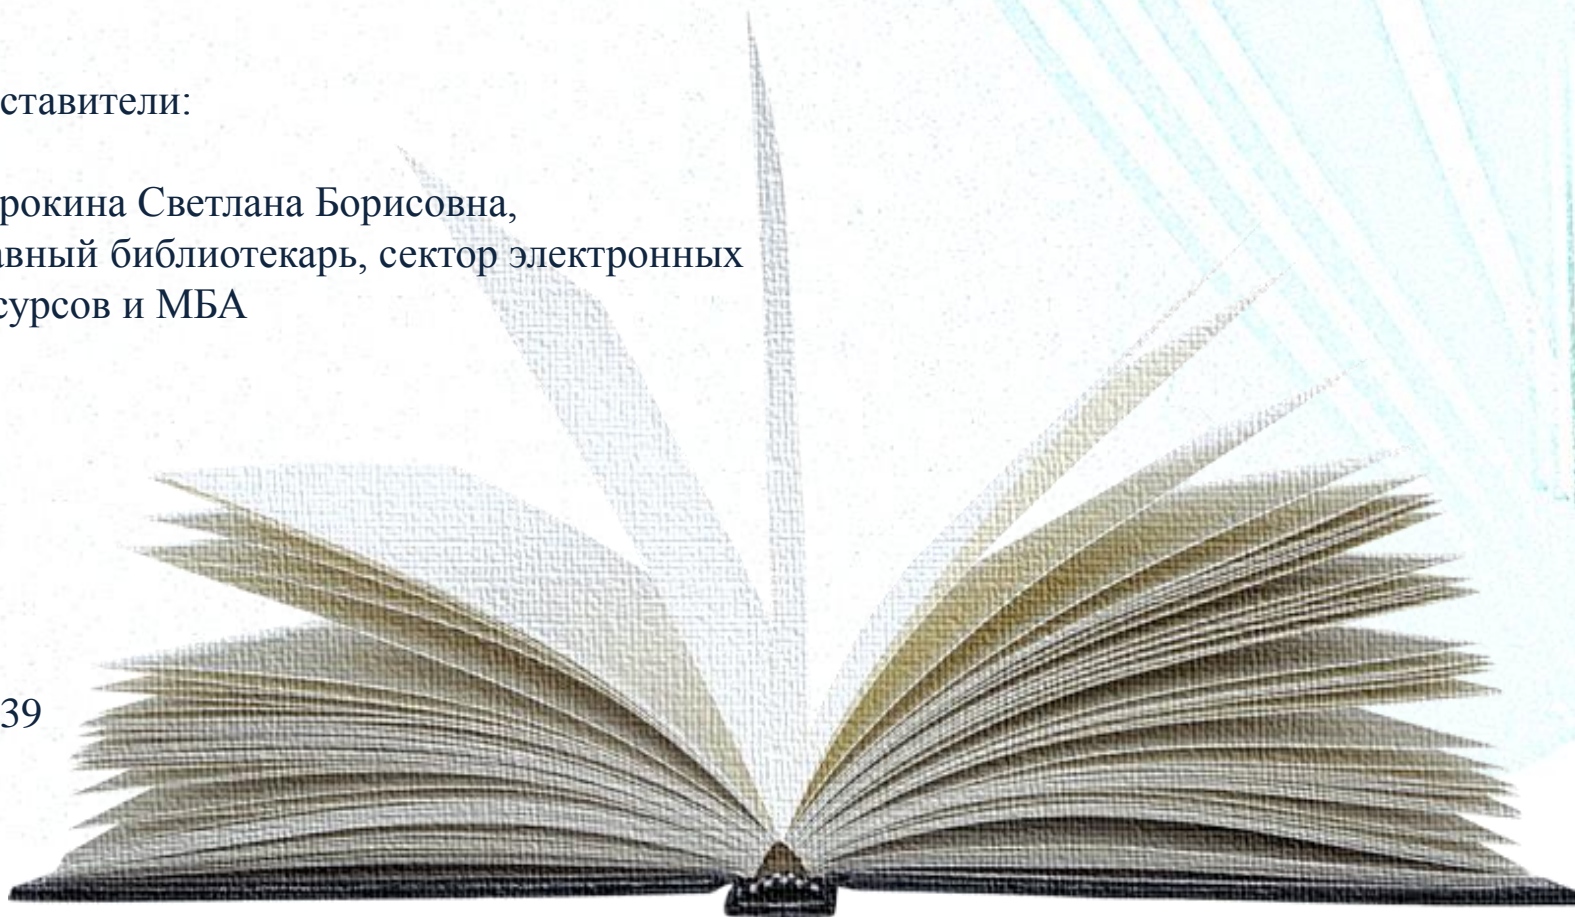 ставители:
рокина Светлана Борисовна,
авный библиотекарь, сектор электронных
сурсов и МБА
39